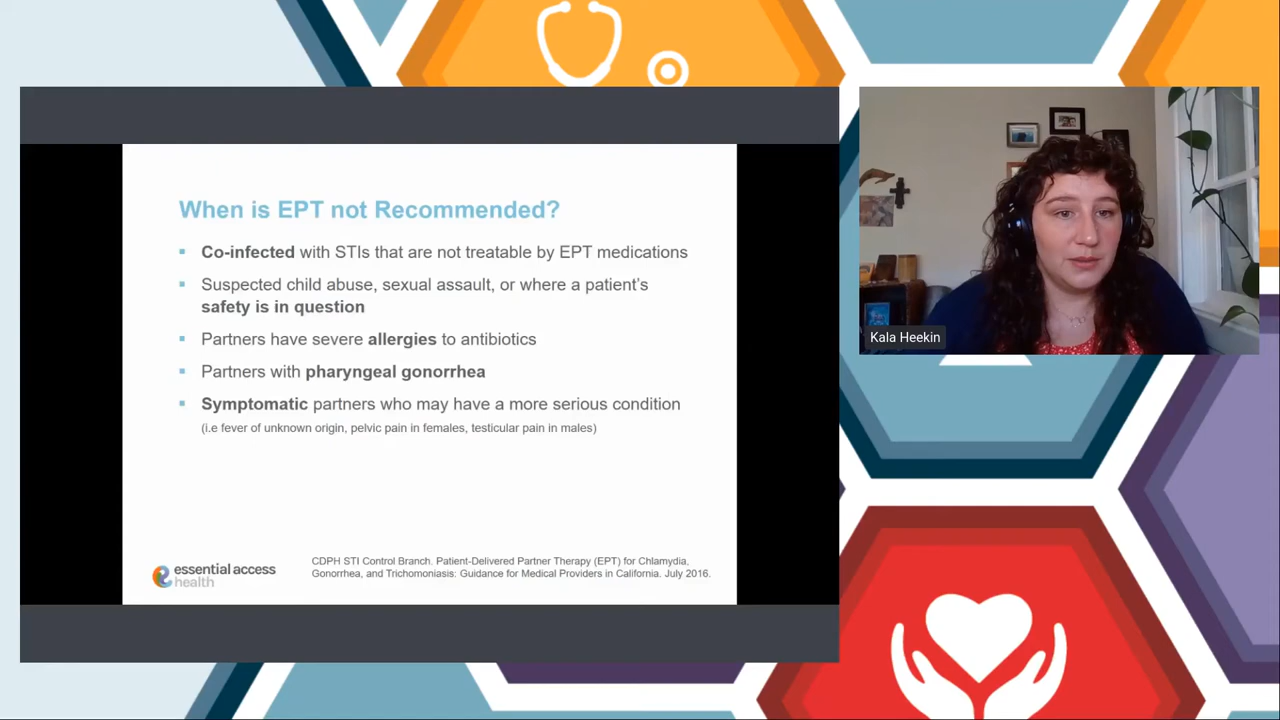 When is EPT not Recommended?
Co-infected with STIs that are not treatable by EPT medications
Suspected child abuse, sexual assault, or where a patient's
safety is in question
Partners have severe allergies to antibiotics
Partners with pharyngeal gonorrhea
Symptomatic partners who may have a more serious condition
(i.e fever of unknown origin, pelvic pain in females, testicular pain in males)
essential access
health
CDPH STI Control Branch. Patient-Delivered Partner Therapy (EPT) for Chlamydia,
Gonorrhea, and Trichomoniasis: Guidance for Medical Providers in California. July 2016.
Kala Heekin